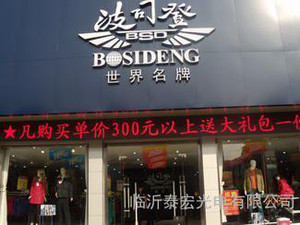 波司登
BSD
BOSIDENG
世界名牌
★凡购买单价300元以上送大礼包一份
临沂泰宏光电有限公司